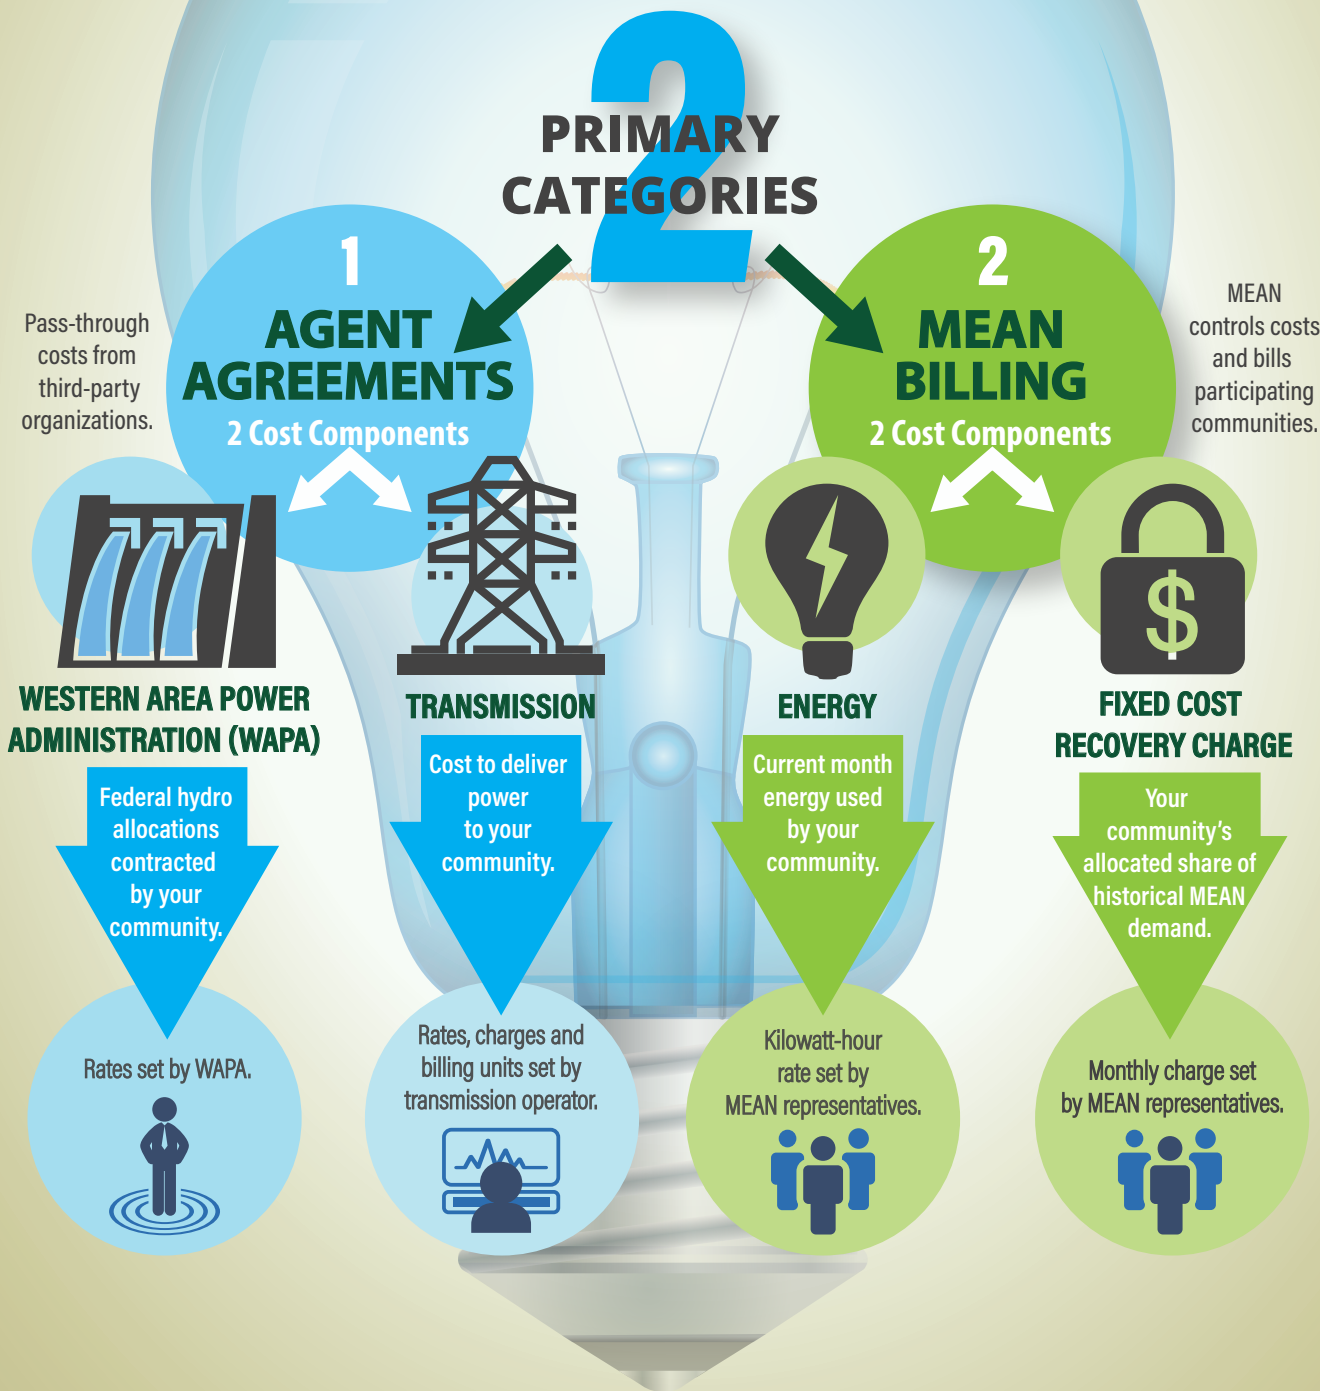 2
PRIMARY
CATEGORIES
1
AGENT
AGREEMENTS
2 Cost Components
Pass-through
costs from
third-party
organizations.
2
MEAN
BILLING
2 Cost Components
MEAN
controls costs
and bills
participating
communities.
WESTERN AREA POWER
ADMINISTRATION (WAPA)
Federal hydro
allocations
contracted
by your
community.
Rates set by WAPA.
TRANSMISSION
Cost to deliver
power
to your
community.
Rates, charges and
billing units set by
transmission operator.
ENERGY
Current month
energy used
by your
community.
Kilowatt-hour
rate set by
MEAN representatives.
$
FIXED COST
RECOVERY CHARGE
Your
community's
allocated share of
historical MEAN
demand.
Monthly charge set
by MEAN representatives.